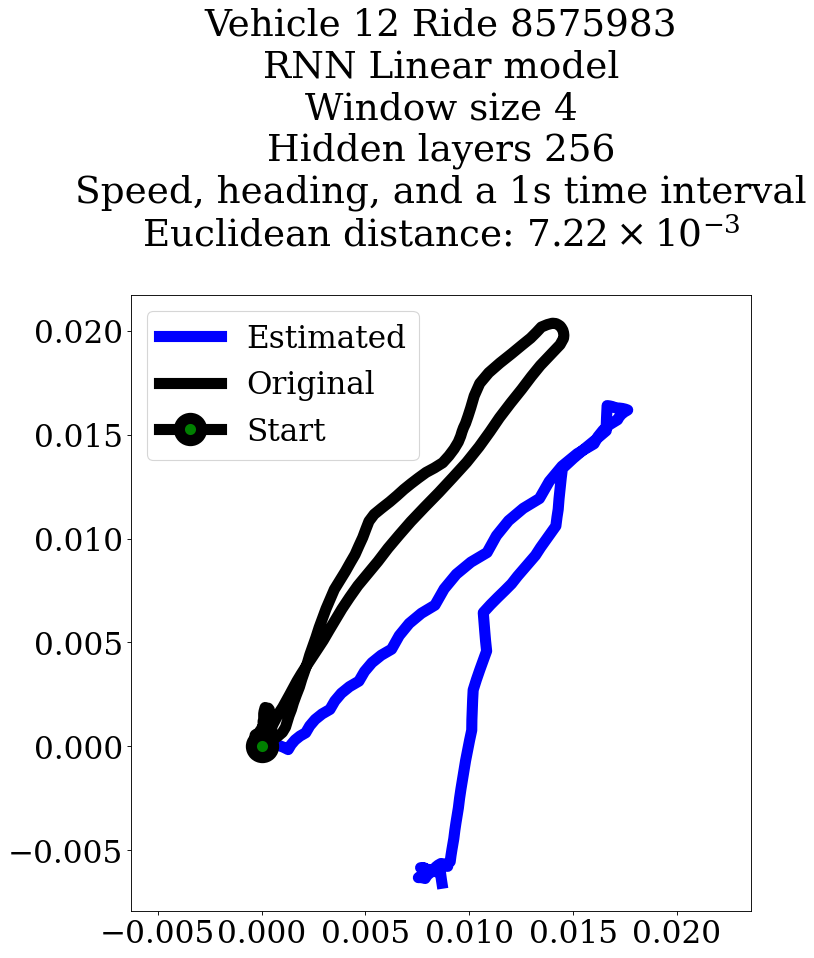 Vehicle 12 Ride 8575983
RNN Linear model
Window size 4
Hidden layers 256
Speed, heading, and a 1s time interval
Euclidean distance: 7.22 × 10⁻³
Estimated
Original
Start
0.020
0.015
0.010
0.005
0.000
−0.005
−0.005 0.000 0.005 0.010 0.015 0.020